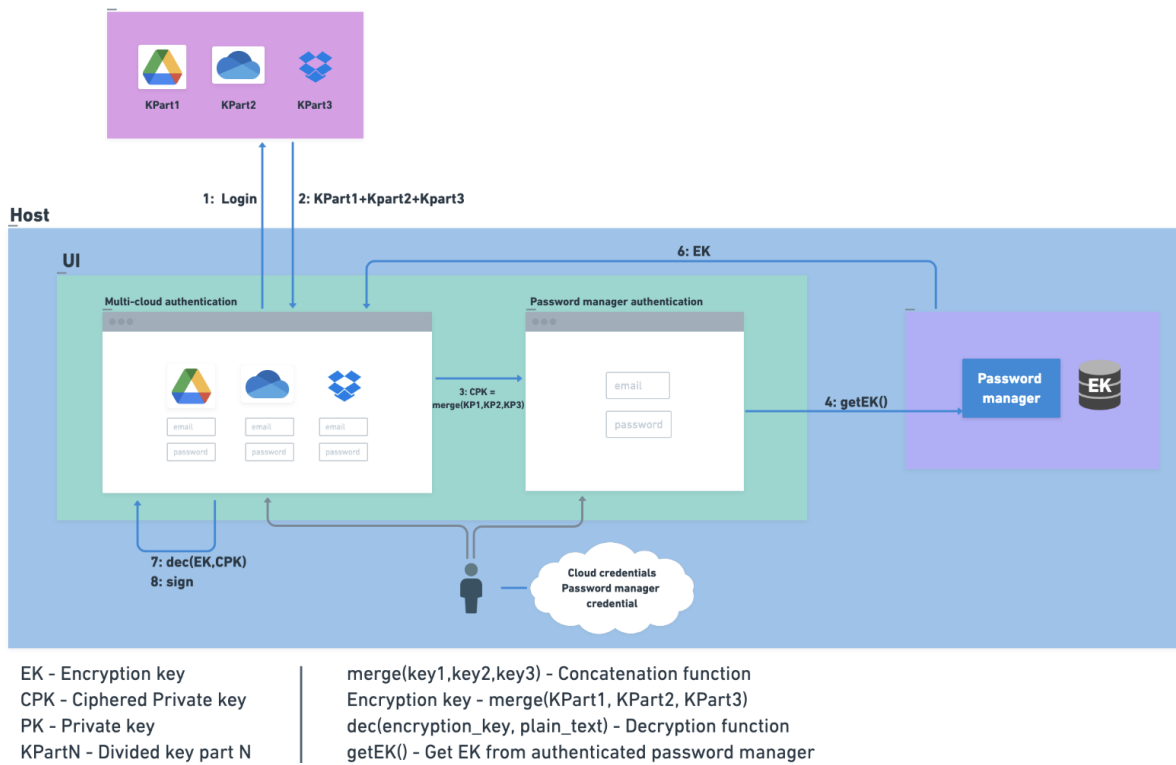 KPart1
KPart2
KPart3
1: Login
2: KPart1+Kpart2+Kpart3
Host
UI
6: EK
Multi-cloud authentication
Password manager authentication
email
email
email
password
password
password
3: CPK =
merge(KP1,KP2,KP3)
email
password
4: getEK()
Password
manager
EK
7: dec(EK,CPK)
8: sign
Cloud credentials
Password manager
credential
EK - Encryption key
CPK - Ciphered Private key
PK - Private key
KPartN - Divided key part N
merge(key1,key2,key3) - Concatenation function
Encryption key - merge(KPart1, KPart2, KPart3)
dec(encryption_key, plain_text) - Decryption function
getEK() - Get EK from authenticated password manager